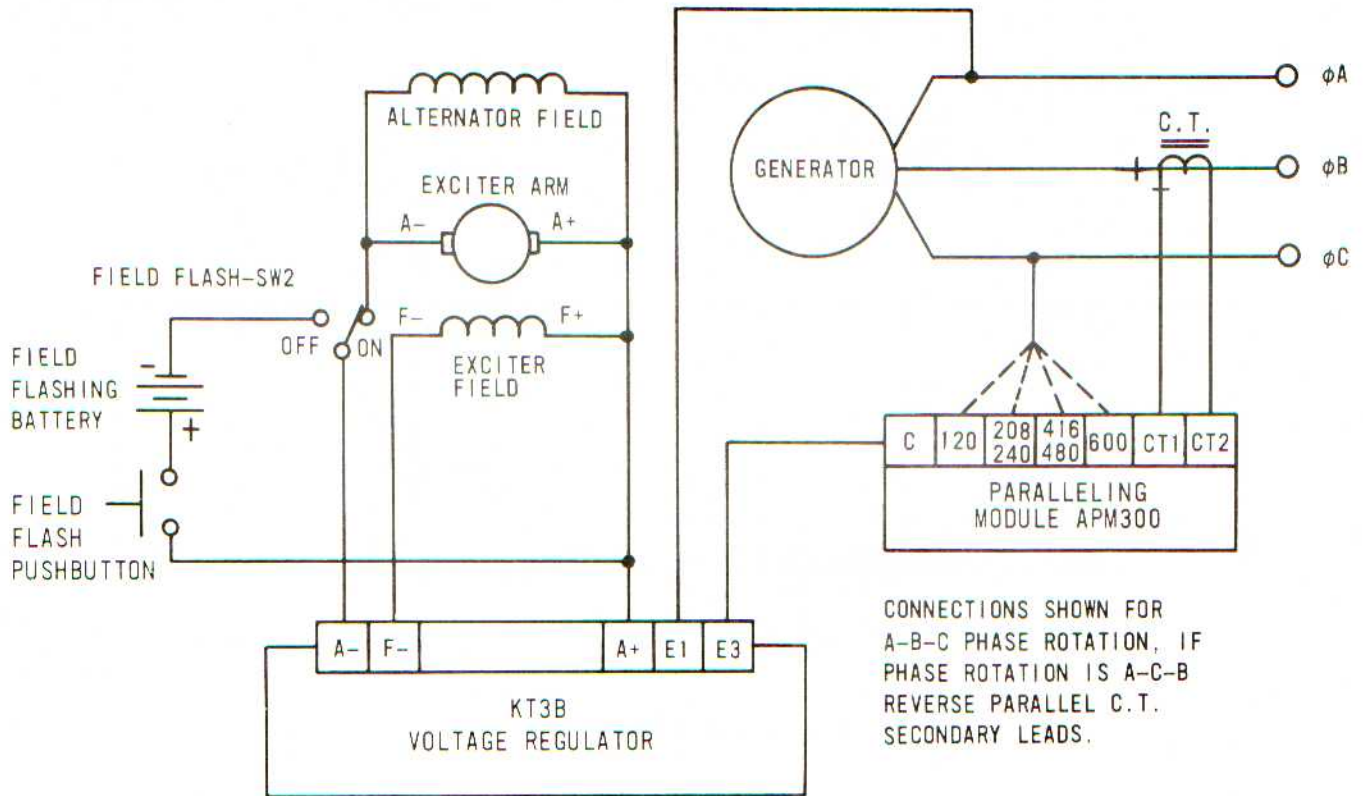 ALTERNATOR FIELD
EXCITER ARM
A-
A+
FIELD FLASH-SW2
OFF
ON
F-
F+
EXCITER
FIELD
FIELD
FLASHING
BATTERY
-
+
FIELD
FLASH
PUSHBUTTON
A-
F-
A+
E1
E3
KT3B
VOLTAGE REGULATOR
GENERATOR
C.T.
φA
φB
φC
C
120
208
240
416
480
600
CT1
CT2
PARALLELING
MODULE APM300
CONNECTIONS SHOWN FOR
A-B-C PHASE ROTATION, IF
PHASE ROTATION IS A-C-B
REVERSE PARALLEL C.T.
SECONDARY LEADS.